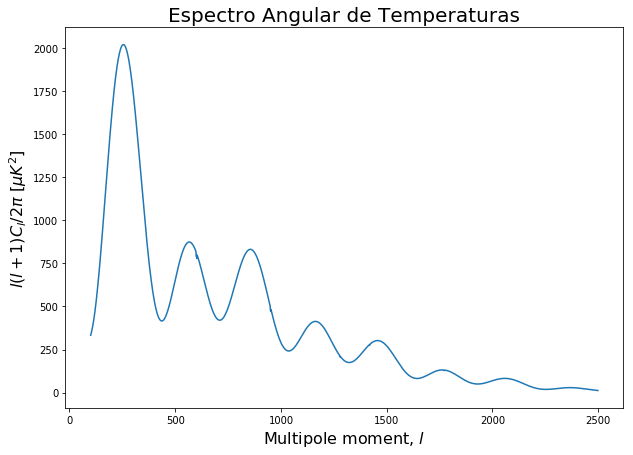 Espectro Angular de Temperaturas
l(l + 1)C_l/2π [μK²]
2000
1750
1500
1250
1000
750
500
250
0
0 500 1000 1500 2000 2500
Multipole moment, l